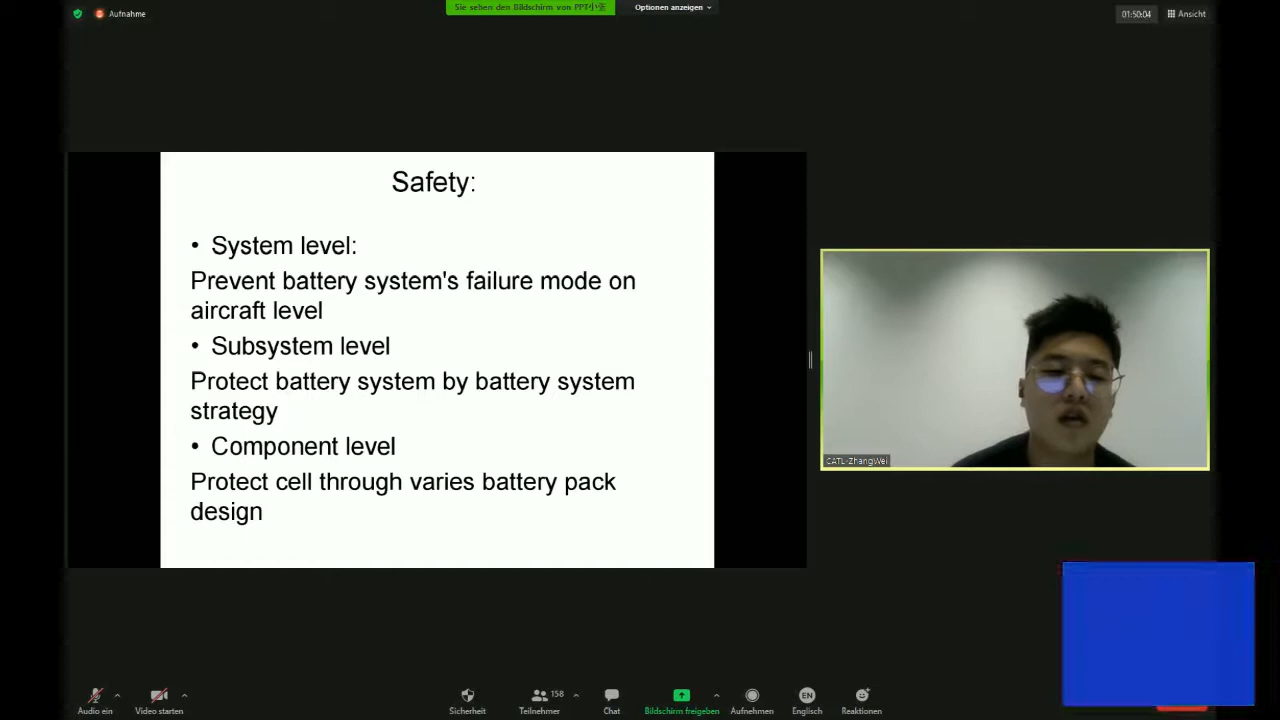 Aufnahme
Sie sehen den Bildschirm von PPT小张
Optionen anzeigen
01:50:04
Ansicht
Safety:
• System level:
Prevent battery system's failure mode on
aircraft level
• Subsystem level
Protect battery system by battery system
strategy
• Component level
Protect cell through varies battery pack
design
CATL-ZhangWei
Audio ein
Video starten
Sicherheit
158
Teilnehmer
Chat
Bildschirm freigeben
Aufnehmen
EN
Englisch
Reaktionen